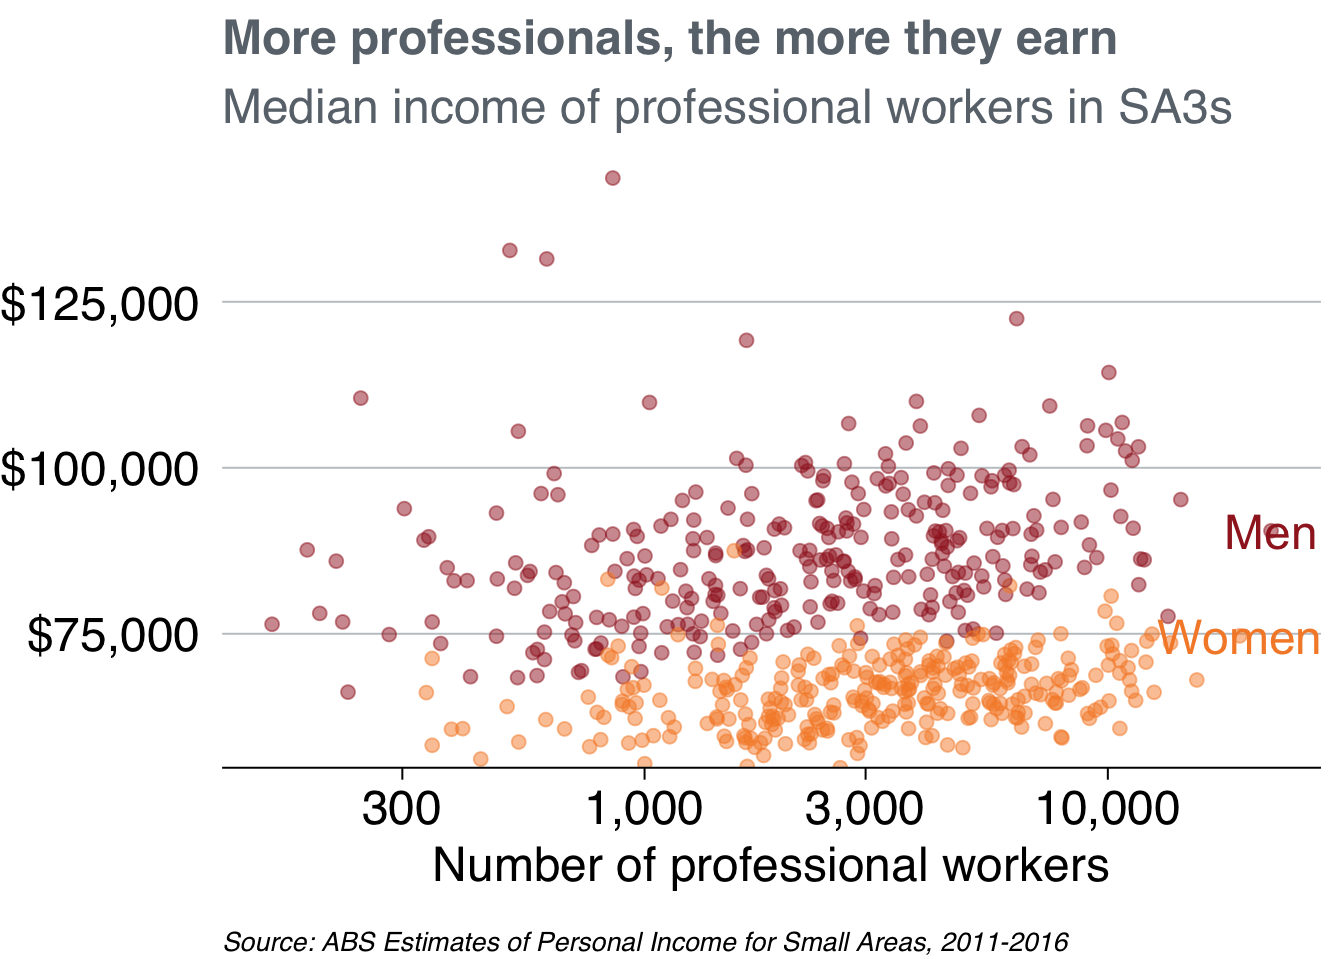 More professionals, the more they earn
Median income of professional workers in SA3s
$125,000
$100,000
$75,000
Men
Women
300
1,000
3,000
10,000
Number of professional workers
Source: ABS Estimates of Personal Income for Small Areas, 2011-2016